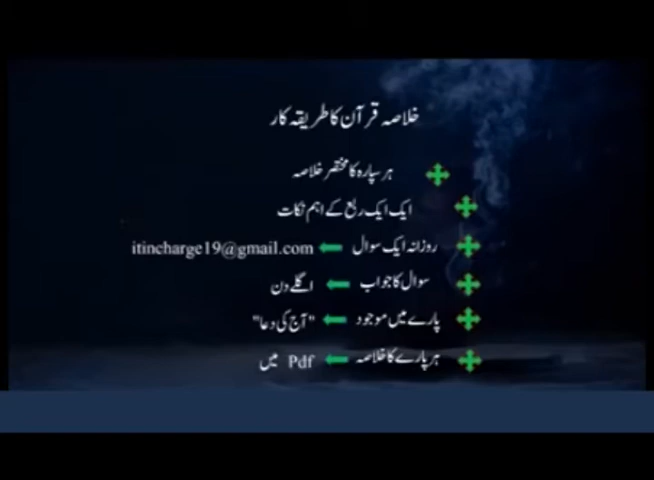 خلاصہ قرآن کا طریقہ کار
ہر سپارہ کا مختصر خلاصہ
ایک ایک ربع کے اہم نکات
روزانہ ایک سوال itincharge19@gmail.com
سوال کا جواب اگلے دن
پارے میں موجود "آج کی دعا"
ہر پارے کا خلاصہ Pdf میں